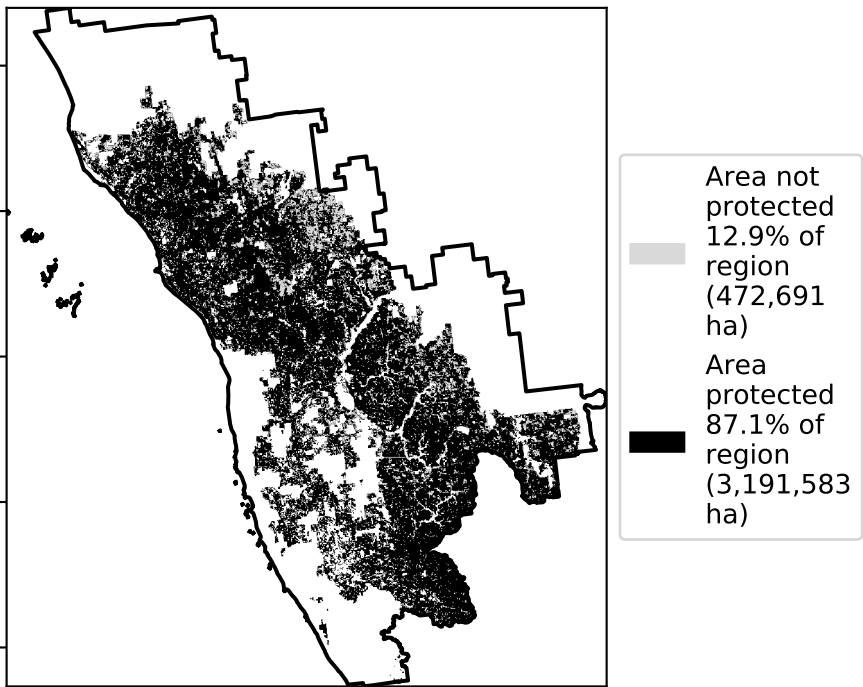 Area not
protected
12.9% of
region
(472,691
ha)
Area
protected
87.1% of
region
(3,191,583
ha)